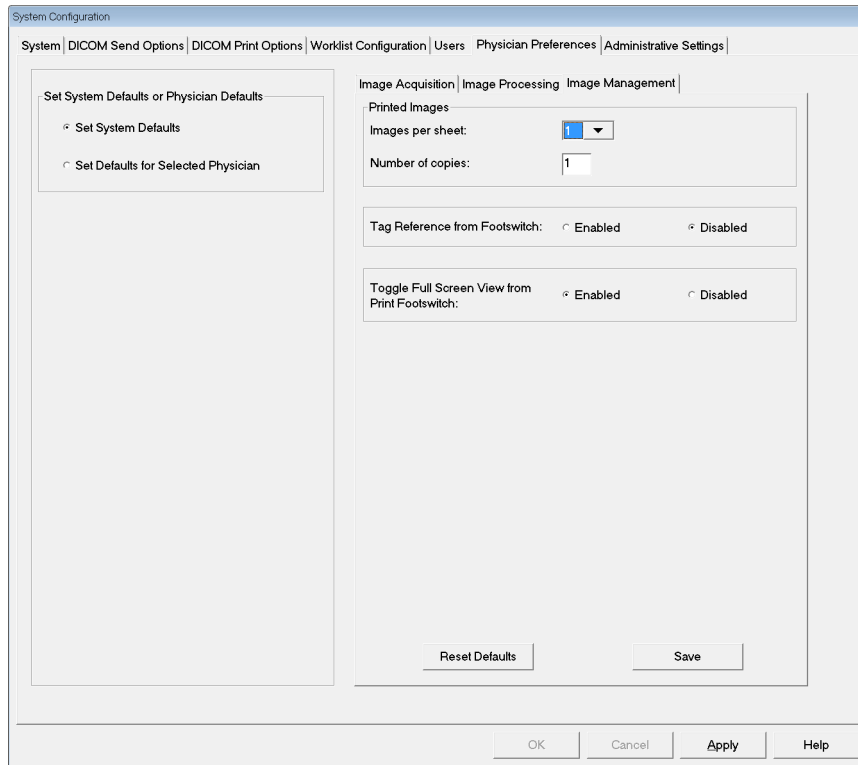 System Configuration
System DICOM Send Options DICOM Print Options Worklist Configuration Users Physician Preferences Administrative Settings
Set System Defaults or Physician Defaults
Set System Defaults
Set Defaults for Selected Physician
Image Acquisition Image Processing Image Management
Printed Images
Images per sheet: 1
Number of copies: 1
Tag Reference from Footswitch: Enabled Disabled
Toggle Full Screen View from
Print Footswitch: Enabled Disabled
Reset Defaults Save
OK Cancel Apply Help